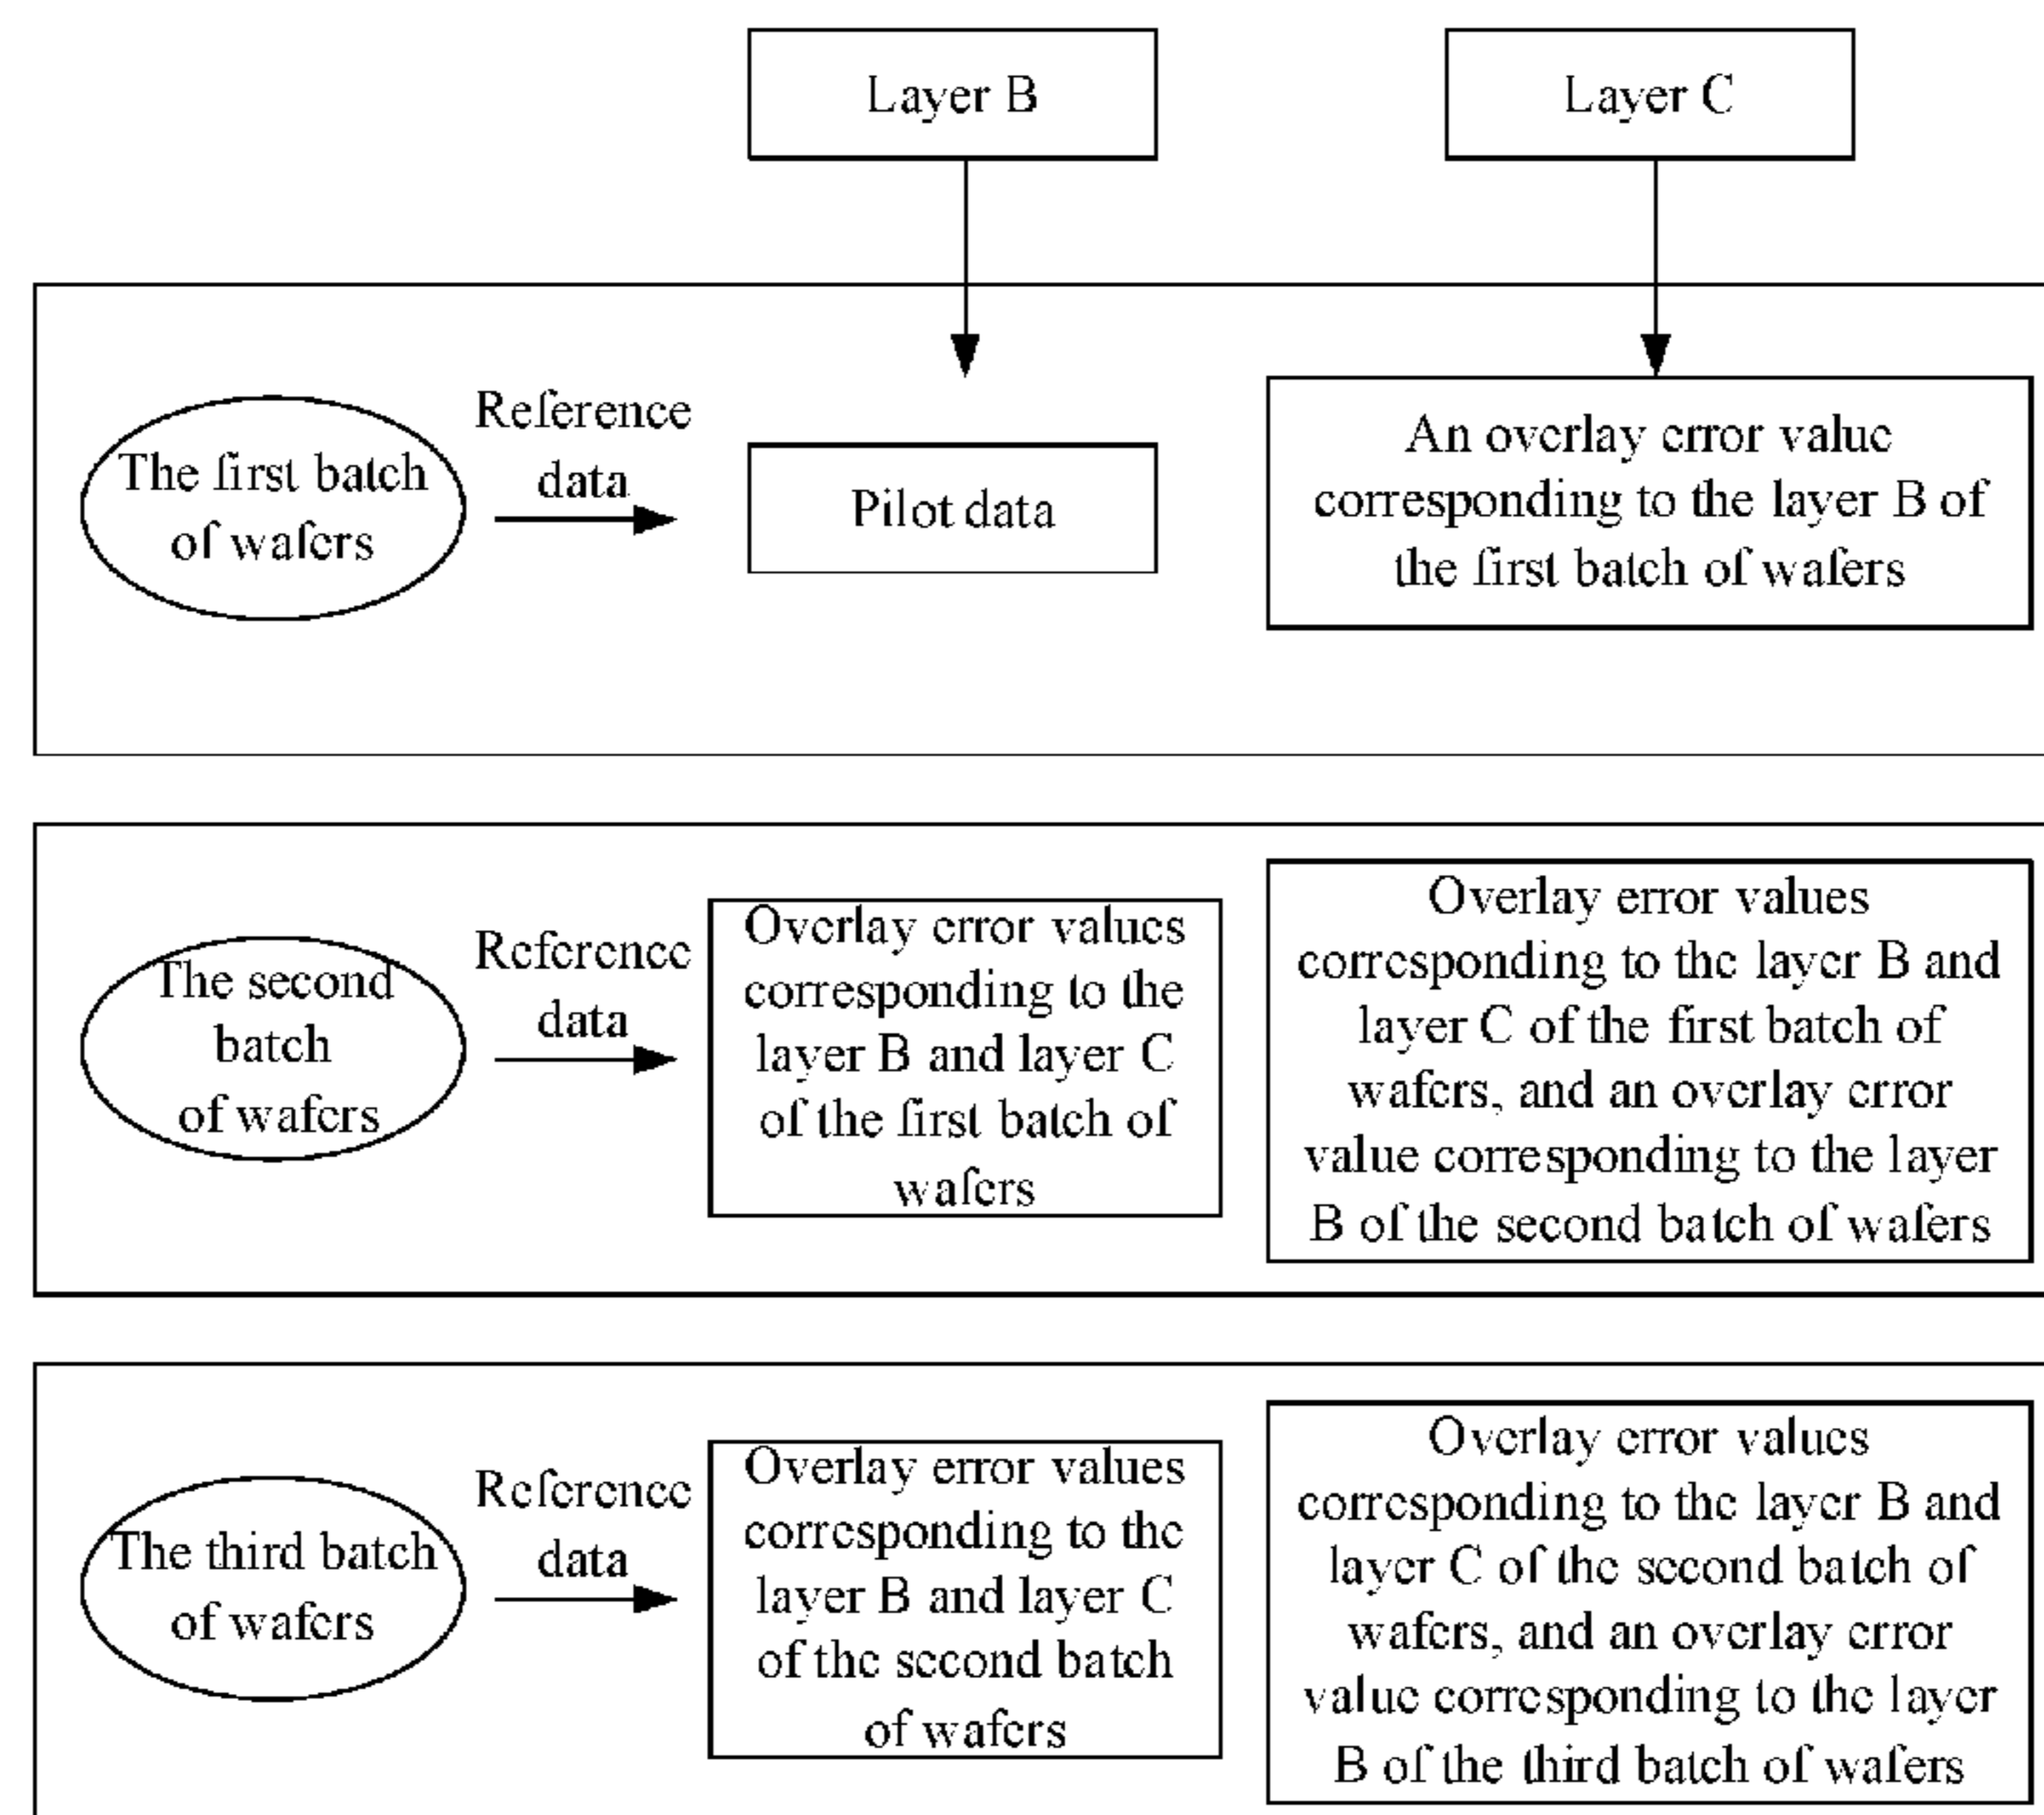 Layer B
Layer C
The first batch
of wafers
Reference
data
Pilot data
An overlay error value
corresponding to the layer B of
the first batch of wafers
The second
batch
of wafers
Reference
data
Overlay error values
corresponding to the
layer B and layer C
of the first batch of
wafers
Overlay error values
corresponding to the layer B and
layer C of the first batch of
wafers, and an overlay error
value corresponding to the layer
B of the second batch of wafers
The third batch
of wafers
Reference
data
Overlay error values
corresponding to the
layer B and layer C
of the second batch
of wafers
Overlay error values
corresponding to the layer B and
layer C of the second batch of
wafers, and an overlay error
value corresponding to the layer
B of the third batch of wafers